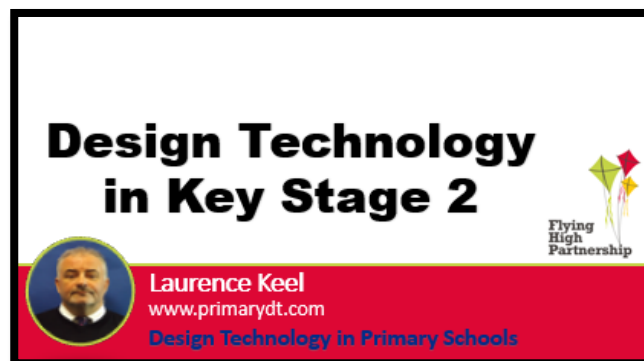 Design Technology
in Key Stage 2
Flying
High
Partnership
Laurence Keel
www.primarydt.com
Design Technology in Primary Schools